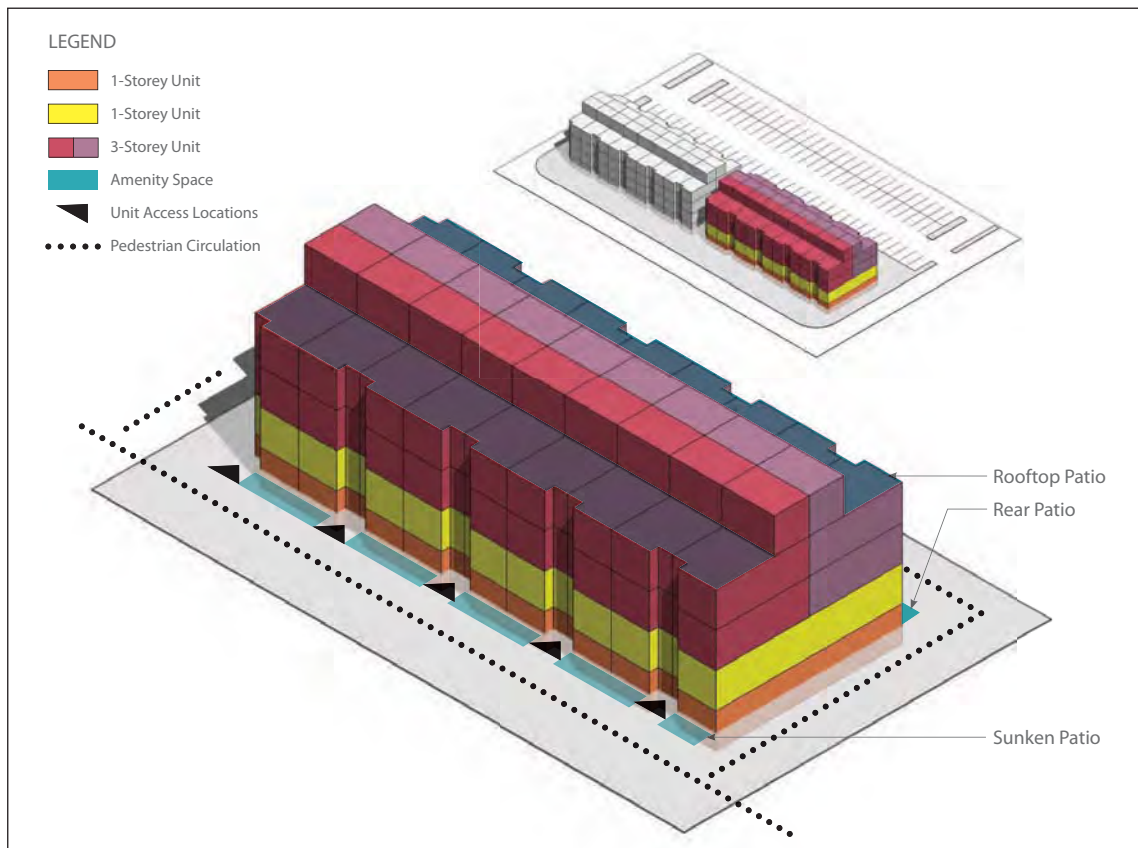 LEGEND
1-Storey Unit
1-Storey Unit
3-Storey Unit
Amenity Space
Unit Access Locations
Pedestrian Circulation
Rooftop Patio
Rear Patio
Sunken Patio